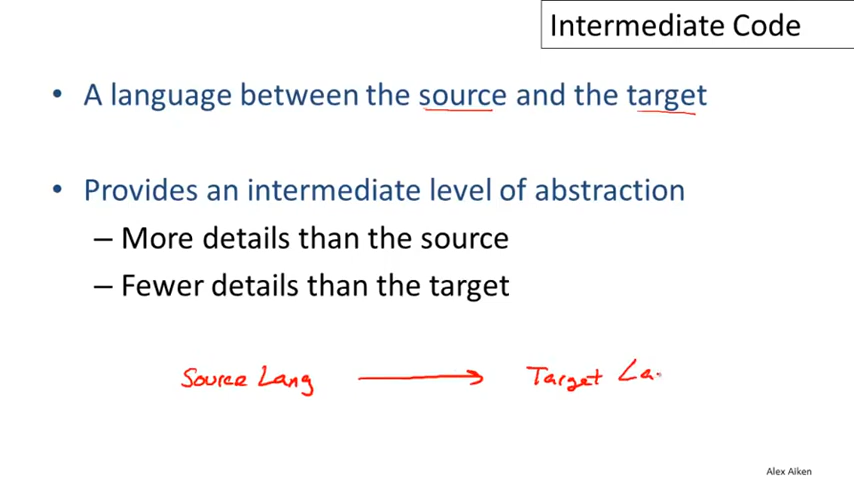 Intermediate Code
• A language between the source and the target
• Provides an intermediate level of abstraction
– More details than the source
– Fewer details than the target
Source Lang → Target La
Alex Aiken